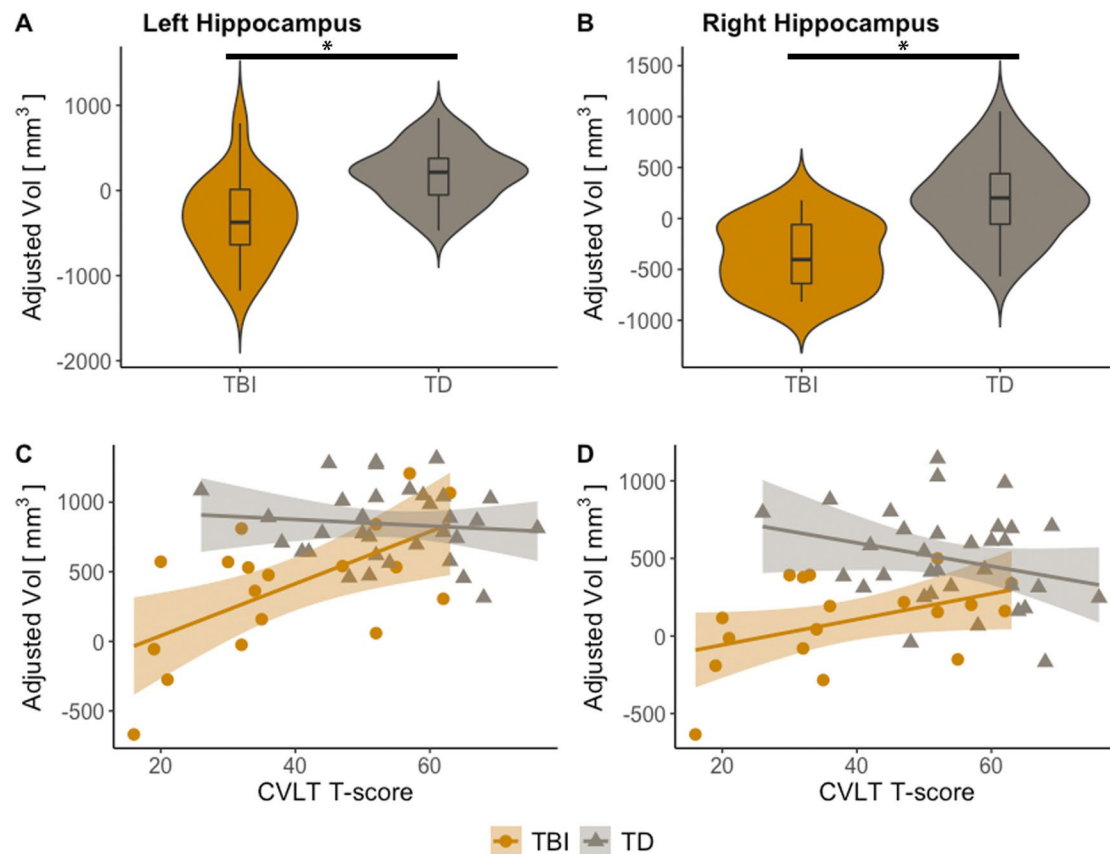 A Left Hippocampus
*
Adjusted Vol [ mm³ ]
1000
0
-1000
-2000
TBI TD
B Right Hippocampus
*
Adjusted Vol [ mm³ ]
1500
1000
500
0
-500
-1000
TBI TD
C
Adjusted Vol [ mm³ ]
1000
500
0
-500
20 40 60
CVLT T-score
D
Adjusted Vol [ mm³ ]
1000
500
0
-500
20 40 60
CVLT T-score
TBI TD